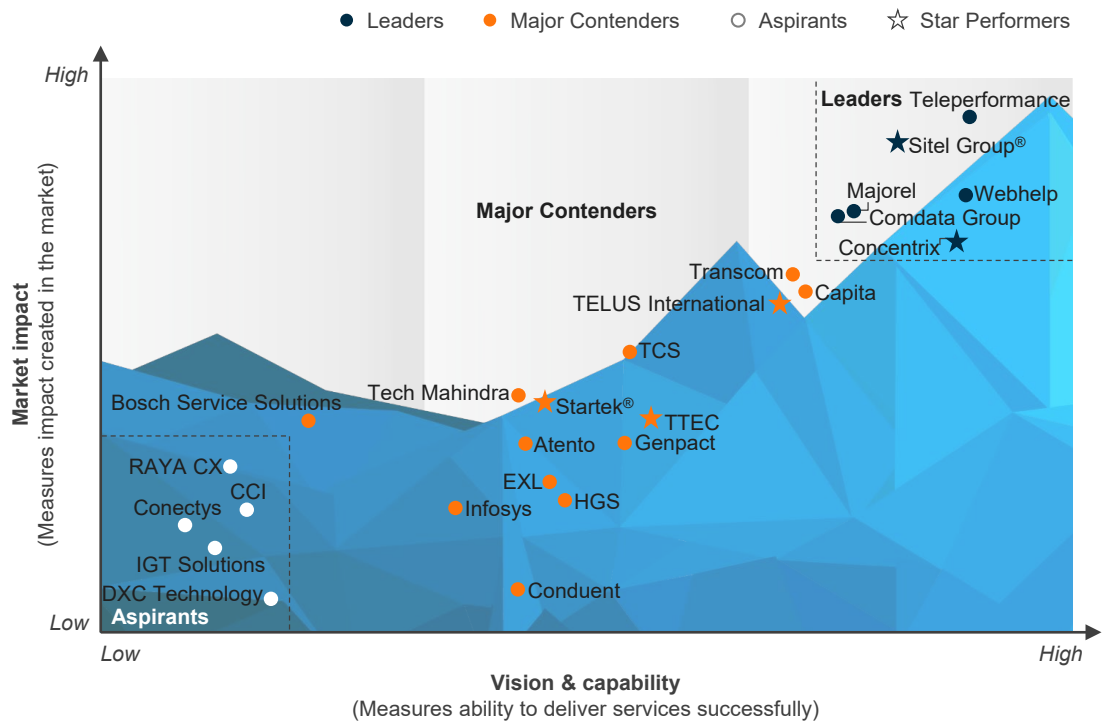 Leaders
Major Contenders
Aspirants
Star Performers
High
Leaders
Teleperformance
Sitel Group®
Majorel
Webhelp
Comdata Group
Concentrix
Major Contenders
Transcom
Capita
TELUS International
TCS
Tech Mahindra
Startek®
Bosch Service Solutions
TTEC
Atento
Genpact
RAYA CX
EXL
CCI
HGS
Conectys
Infosys
IGT Solutions
Conduent
DXC Technology
Aspirants
Market impact
(Measures impact created in the market)
Low
Low
High
Vision & capability
(Measures ability to deliver services successfully)